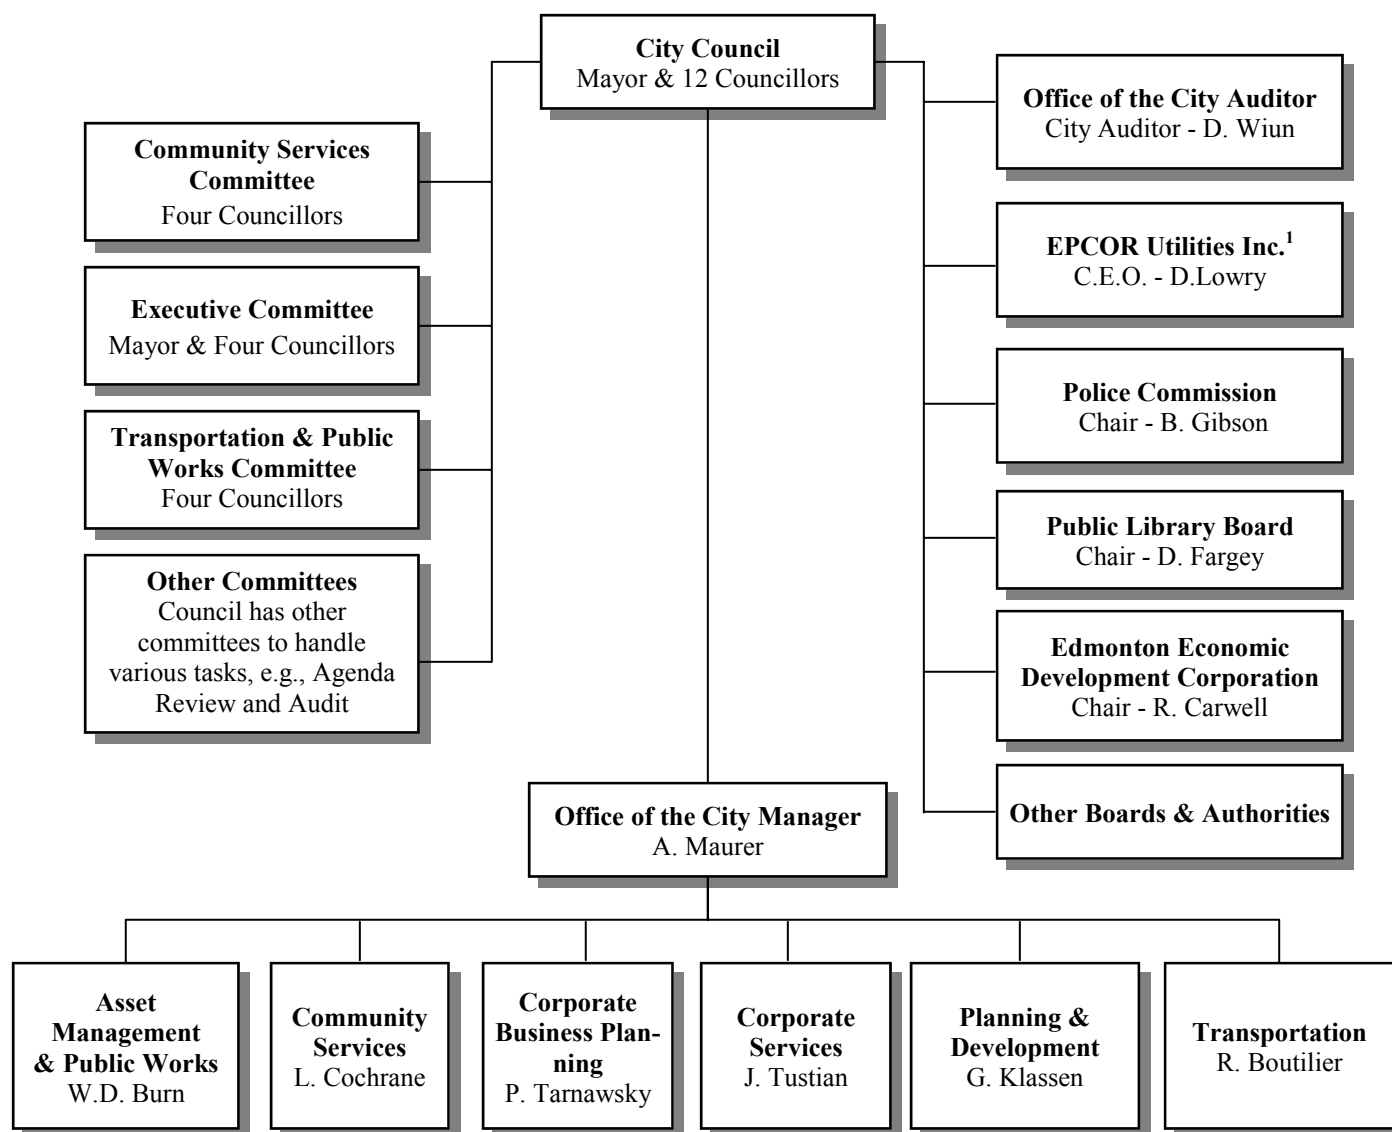 City Council
Mayor & 12 Councillors
Community Services
Committee
Four Councillors
Executive Committee
Mayor & Four Councillors
Transportation & Public
Works Committee
Four Councillors
Other Committees
Council has other
committees to handle
various tasks, e.g., Agenda
Review and Audit
Office of the City Auditor
City Auditor - D. Wiun
EPCOR Utilities Inc.¹
C.E.O. - D.Lowry
Police Commission
Chair - B. Gibson
Public Library Board
Chair - D. Fargey
Edmonton Economic
Development Corporation
Chair - R. Carwell
Other Boards & Authorities
Office of the City Manager
A. Maurer
Asset
Management
& Public Works
W.D. Burn
Community
Services
L. Cochrane
Corporate
Business Plan-
ning
P. Tarnawsky
Corporate
Services
J. Tustian
Planning &
Development
G. Klassen
Transportation
R. Boutilier